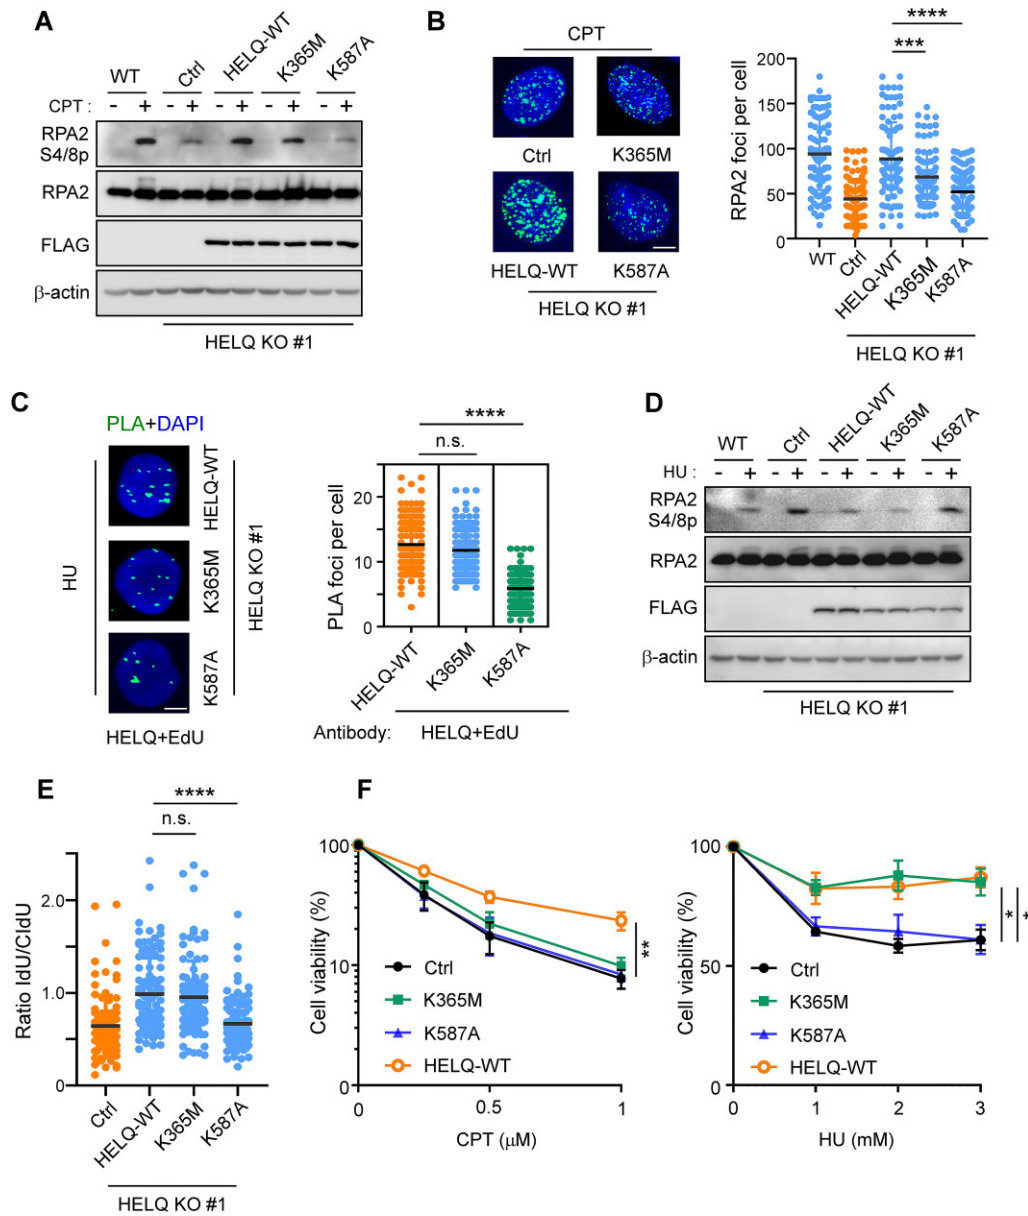 A
WT
Ctrl
HELQ-WT
K365M
K587A
CPT : - + - + - + - + - +
RPA2
S4/8p
RPA2
FLAG
β-actin
HELQ KO #1
B
CPT
Ctrl
K365M
HELQ-WT
K587A
HELQ KO #1
****
***
RPA2 foci per cell
200
150
100
50
0
WT
Ctrl
HELQ-WT
K365M
K587A
HELQ KO #1
C
PLA+DAPI
HU
HELQ-WT
K365M
K587A
HELQ KO #1
HELQ+EdU
****
n.s.
PLA foci per cell
20
10
0
HELQ-WT
K365M
K587A
Antibody: HELQ+EdU
D
WT
Ctrl
HELQ-WT
K365M
K587A
HU : - + - + - + - + - +
RPA2
S4/8p
RPA2
FLAG
β-actin
HELQ KO #1
E
****
n.s.
Ratio IdU/CldU
2.0
1.0
0
Ctrl
HELQ-WT
K365M
K587A
HELQ KO #1
F
Cell viability (%)
100
10
0
Ctrl
K365M
K587A
HELQ-WT
**
0 0.5 1
CPT (μM)
Cell viability (%)
100
50
0
Ctrl
K365M
K587A
HELQ-WT
*
0 1 2 3
HU (mM)